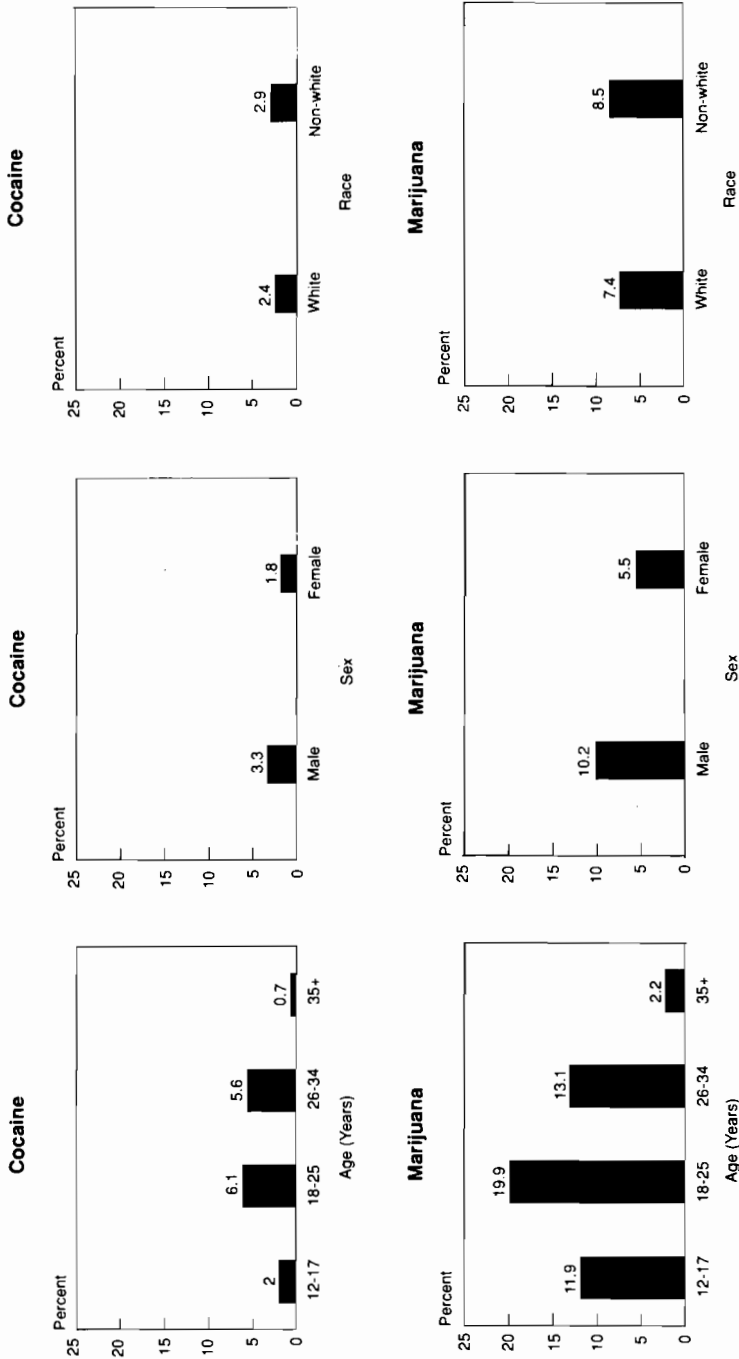 Cocaine
Percent
25
20
15
10
5
0
2
6.1
5.6
0.7
12-17
18-25
26-34
35+
Age (Years)
Cocaine
Percent
25
20
15
10
5
0
3.3
1.8
Male
Female
Sex
Cocaine
Percent
25
20
15
10
5
0
2.4
2.9
White
Non-white
Race
Marijuana
Percent
25
20
15
10
5
0
11.9
19.9
13.1
2.2
12-17
18-25
26-34
35+
Age (Years)
Marijuana
Percent
25
20
15
10
5
0
10.2
5.5
Male
Female
Sex
Marijuana
Percent
25
20
15
10
5
0
7.4
8.5
White
Non-white
Race